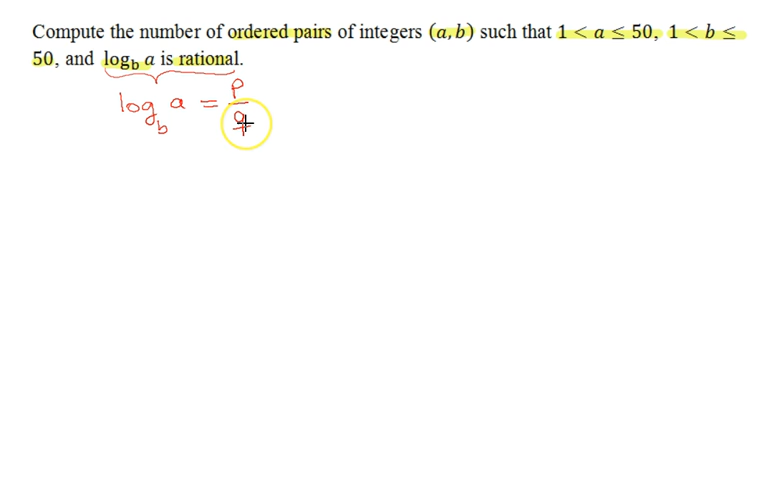 Compute the number of ordered pairs of integers (a, b) such that 1 < a ≤ 50, 1 < b ≤
50, and log_b a is rational.
log_b a = p/q